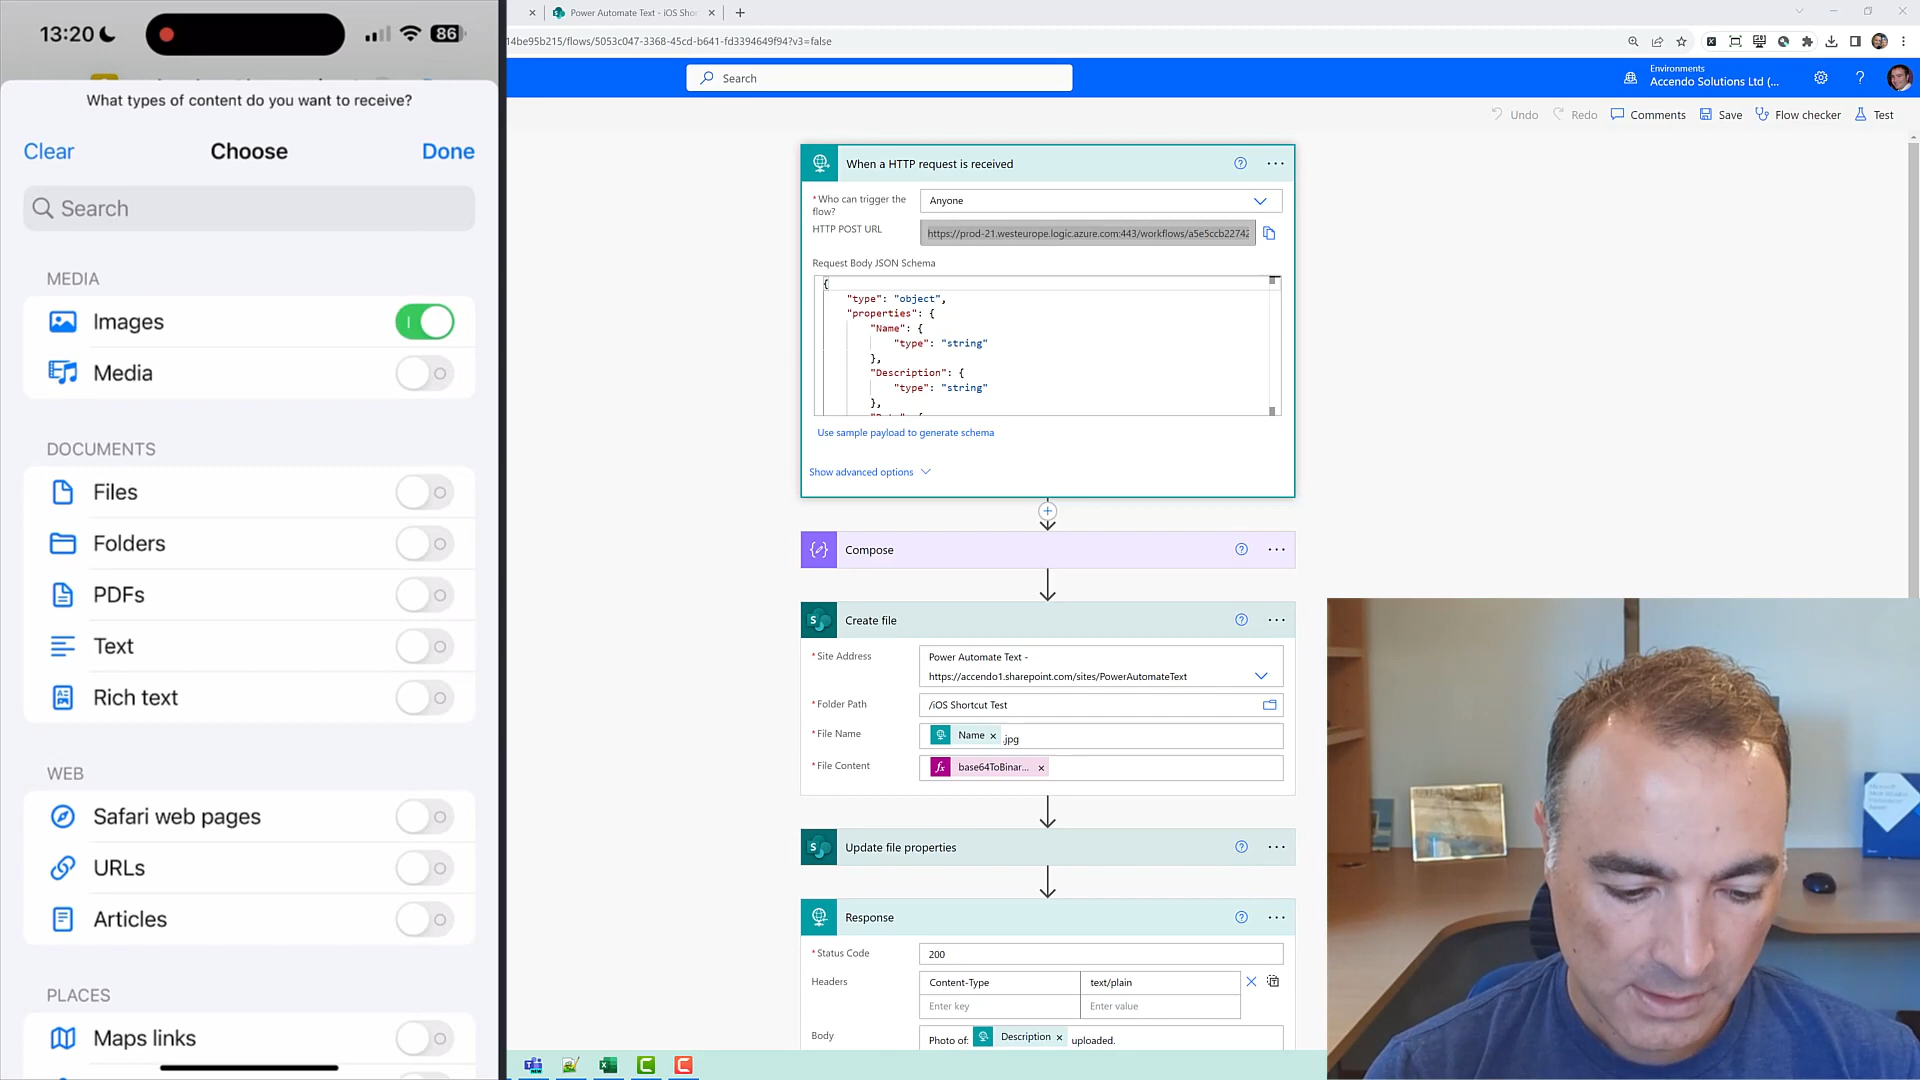 13:20
86
What types of content do you want to receive?
Clear
Choose
Done
Search
MEDIA
Images
Media
DOCUMENTS
Files
Folders
PDFs
Text
Rich text
WEB
Safari web pages
URLs
Articles
PLACES
Maps links
Power Automate Text - iOS Shor
14be95b215/flows/5053c047-3368-45cd-b641-fd3394649f94?v3=false
Search
Environments
Accendo Solutions Ltd (...
Undo
Redo
Comments
Save
Flow checker
Test
When a HTTP request is received
* Who can trigger the flow?
Anyone
HTTP POST URL
https://prod-21.westeurope.logic.azure.com:443/workflows/a5e5ccb22742
Request Body JSON Schema
{
"type": "object",
"properties": {
"Name": {
"type": "string"
},
"Description": {
"type": "string"
},
Use sample payload to generate schema
Show advanced options
Compose
Create file
* Site Address
Power Automate Text -
https://accendo1.sharepoint.com/sites/PowerAutomateText
* Folder Path
/iOS Shortcut Test
* File Name
Name × .jpg
* File Content
base64ToBinar... ×
Update file properties
Response
* Status Code
200
Headers
Content-Type
text/plain
Enter key
Enter value
Body
Photo of: Description × uploaded.